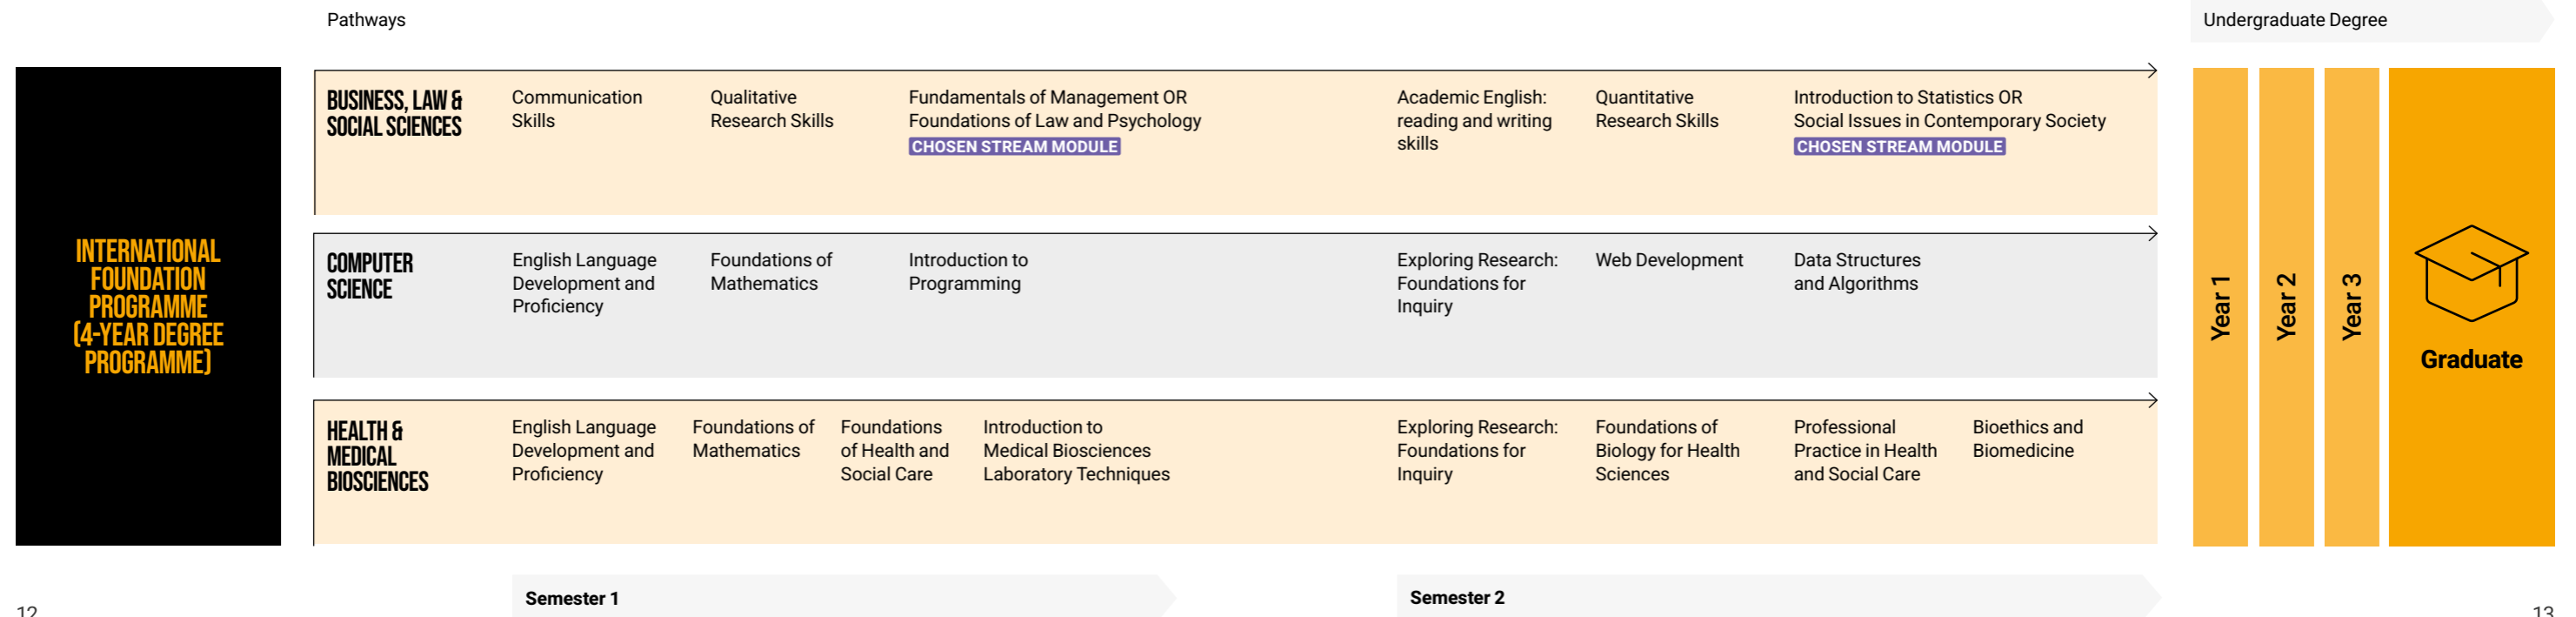 Pathways
Undergraduate Degree
INTERNATIONAL
FOUNDATION
PROGRAMME
(4-YEAR DEGREE
PROGRAMME)
BUSINESS, LAW &
SOCIAL SCIENCES
Communication
Skills
Qualitative
Research Skills
Fundamentals of Management OR
Foundations of Law and Psychology
CHOSEN STREAM MODULE
Academic English:
reading and writing
skills
Quantitative
Research Skills
Introduction to Statistics OR
Social Issues in Contemporary Society
CHOSEN STREAM MODULE
COMPUTER
SCIENCE
English Language
Development and
Proficiency
Foundations of
Mathematics
Introduction to
Programming
Exploring Research:
Foundations for
Inquiry
Web Development
Data Structures
and Algorithms
HEALTH &
MEDICAL
BIOSCIENCES
English Language
Development and
Proficiency
Foundations of
Mathematics
Foundations
of Health and
Social Care
Introduction to
Medical Biosciences
Laboratory Techniques
Exploring Research:
Foundations for
Inquiry
Foundations of
Biology for Health
Sciences
Professional
Practice in Health
and Social Care
Bioethics and
Biomedicine
Year 1
Year 2
Year 3
Graduate
Semester 1
Semester 2
12
13